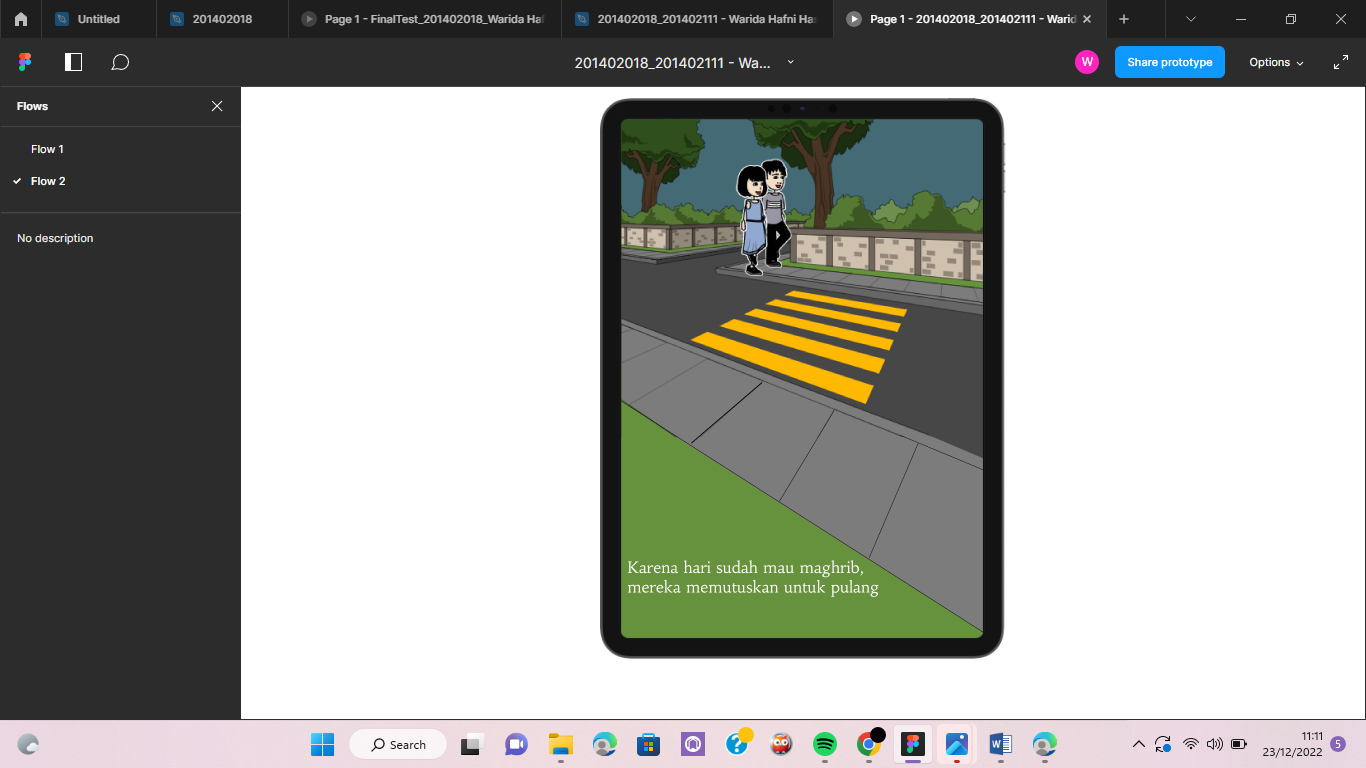 Untitled
201402018
Page 1 - FinalTest_201402018_Warida Haf
201402018_201402111 - Warida Hafni Ha
Page 1 - 201402018_201402111 - Warid
201402018_201402111 - Wa...
W
Share prototype
Options
Flows
Flow 1
Flow 2
No description
Karena hari sudah mau maghrib,
mereka memutuskan untuk pulang
Search
11:11
23/12/2022
5